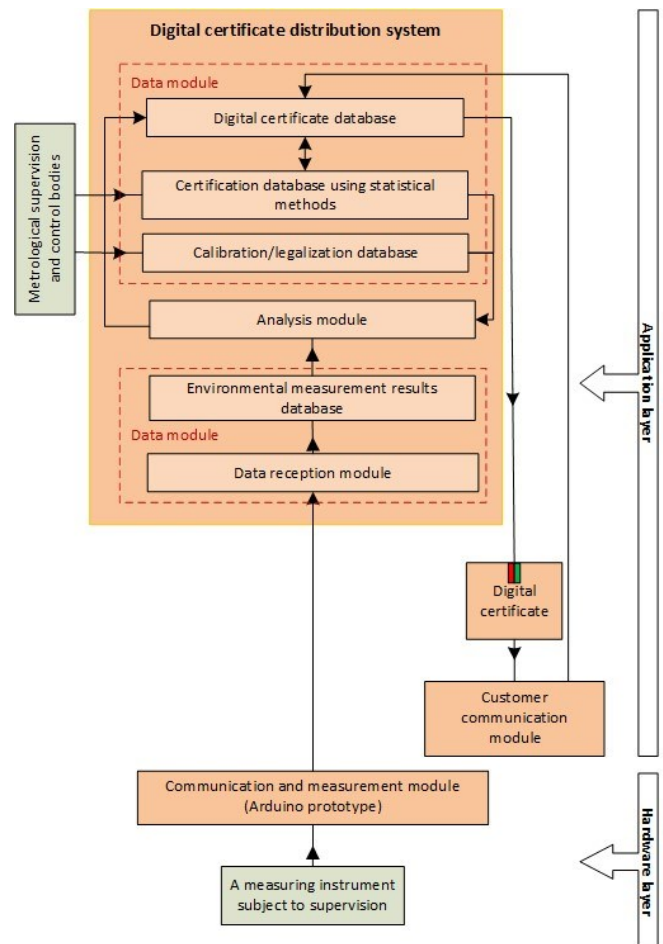 Digital certificate distribution system
Data module
Digital certificate database
Metrological supervision
and control bodies
Certification database using statistical
methods
Calibration/legalization database
Analysis module
Environmental measurement results
database
Data module
Data reception module
Application layer
Digital
certificate
Customer
communication
module
Communication and measurement module
(Arduino prototype)
A measuring instrument
subject to supervision
Hardware layer